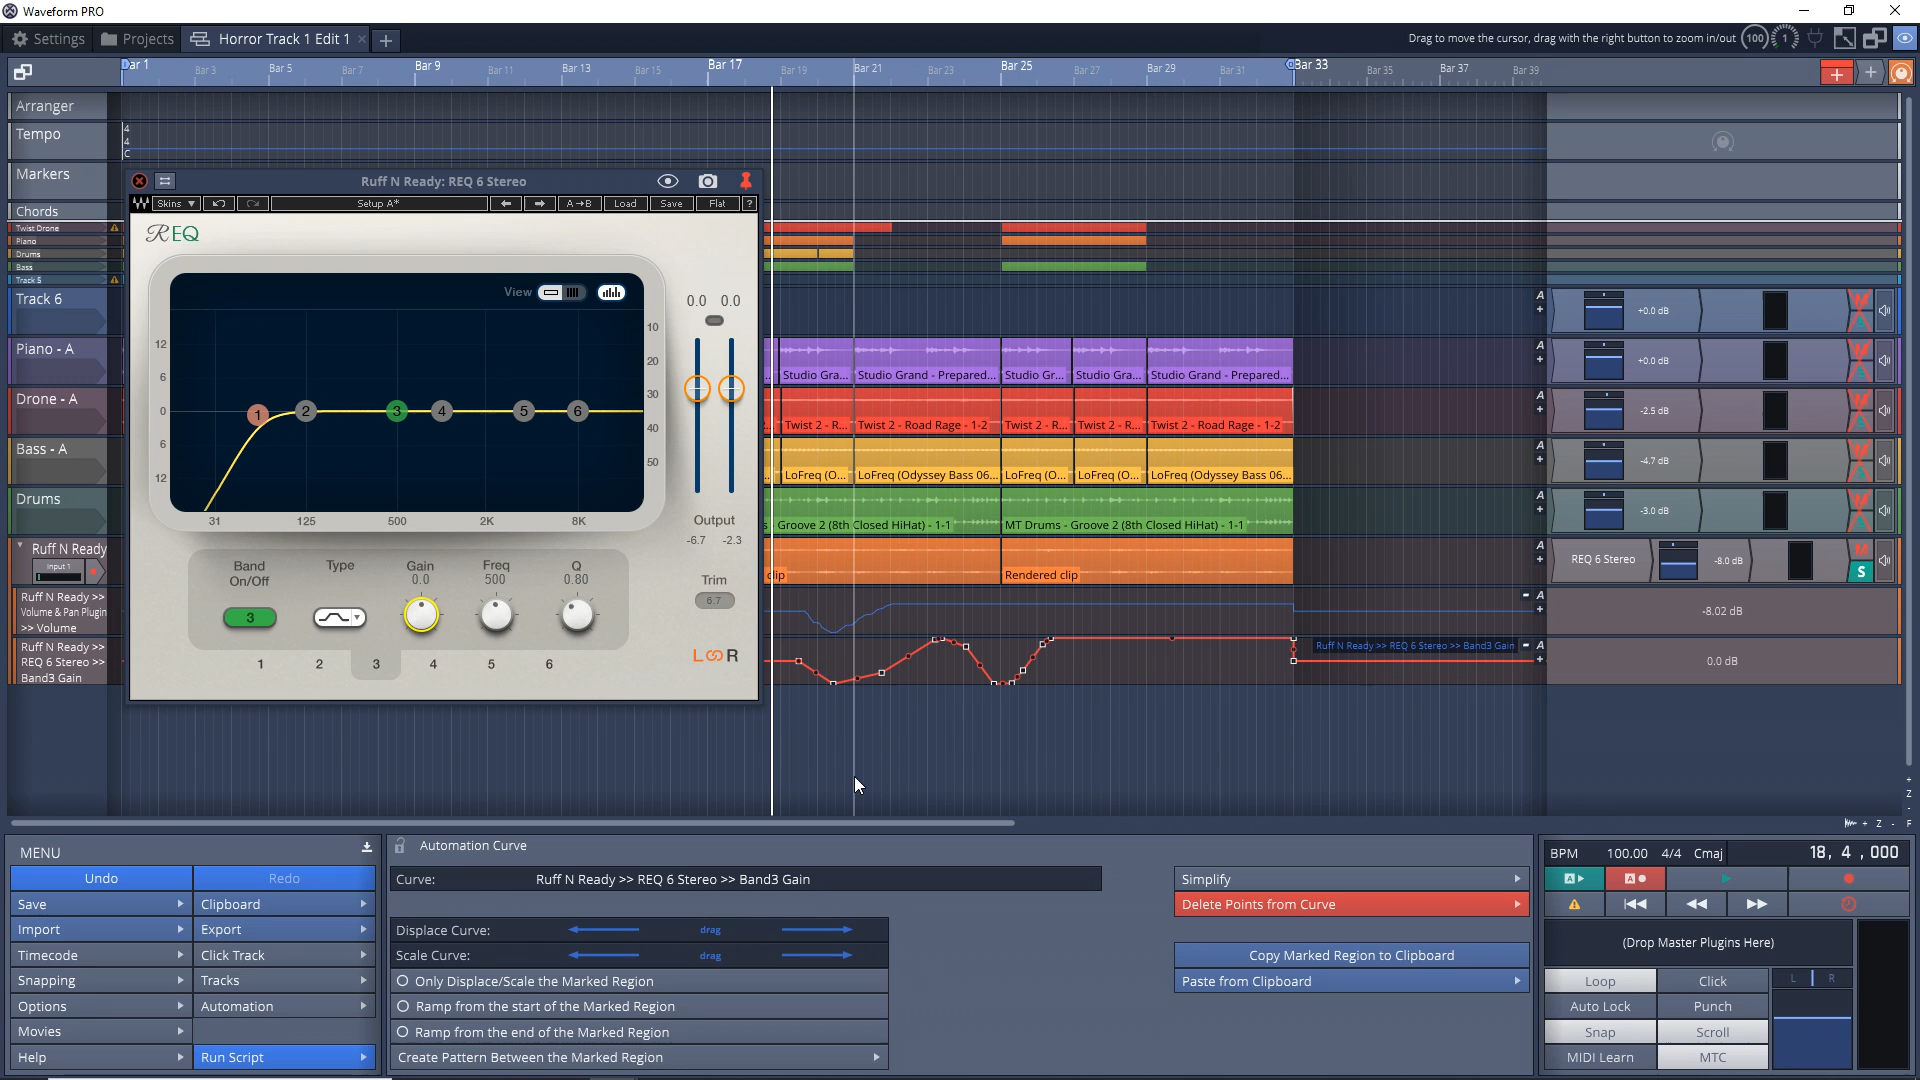 Waveform PRO
Settings
Projects
Horror Track 1 Edit 1
Drag to move the cursor, drag with the right button to zoom in/out
100
1
Bar 1
Bar 3
Bar 5
Bar 7
Bar 9
Bar 11
Bar 13
Bar 15
Bar 17
Bar 19
Bar 21
Bar 23
Bar 25
Bar 27
Bar 29
Bar 31
Bar 33
Bar 35
Bar 37
Bar 39
Arranger
Tempo
4
4
C
Markers
Chords
Twist Drone
Piano
Drums
Bass
Track 5
Track 6
Piano - A
Drone - A
Bass - A
Drums
Ruff N Ready
Input 1
Ruff N Ready >>
Volume & Pan Plugin
>> Volume
Ruff N Ready >>
REQ 6 Stereo >>
Band3 Gain
Ruff N Ready: REQ 6 Stereo
Skins
Setup A*
A→B
Load
Save
Flat
?
REQ
View
0.0 0.0
12
6
0
6
12
10
20
30
40
50
1
2
3
4
5
6
31
125
500
2K
8K
Output
-6.7 -2.3
Trim
6.7
Band
On/Off
Type
Gain
0.0
Freq
500
Q
0.80
3
1 2 3 4 5 6
L R
Studio Gra...
Studio Grand - Prepared...
Studio Gr...
Studio Gra...
Studio Grand - Prepared...
Twist 2 - R...
Twist 2 - Road Rage - 1-2
Twist 2 - R...
Twist 2 - R...
Twist 2 - Road Rage - 1-2
LoFreq (O...
LoFreq (Odyssey Bass 06...
LoFreq (O...
LoFreq (O...
LoFreq (Odyssey Bass 06...
s - Groove 2 (8th Closed HiHat) - 1-1
MT Drums - Groove 2 (8th Closed HiHat) - 1-1
clip
Rendered clip
Ruff N Ready >> REQ 6 Stereo >> Band3 Gain
A
+
A
+
A
+
A
+
A
+
A
+
A
+
A
+
+0.0 dB
+0.0 dB
-2.5 dB
-4.7 dB
-3.0 dB
REQ 6 Stereo
-8.0 dB
M
S
-8.02 dB
0.0 dB
+
Z
-
+ Z - F
MENU
Undo
Redo
Save
Clipboard
Import
Export
Timecode
Click Track
Snapping
Tracks
Options
Automation
Movies
Help
Run Script
Automation Curve
Curve: Ruff N Ready >> REQ 6 Stereo >> Band3 Gain
Displace Curve: drag
Scale Curve: drag
Only Displace/Scale the Marked Region
Ramp from the start of the Marked Region
Ramp from the end of the Marked Region
Create Pattern Between the Marked Region
Simplify
Delete Points from Curve
Copy Marked Region to Clipboard
Paste from Clipboard
BPM 100.00 4/4 Cmaj 18, 4 , 000
A
A
(Drop Master Plugins Here)
Loop
Click
L R
Auto Lock
Punch
Snap
Scroll
MIDI Learn
MTC